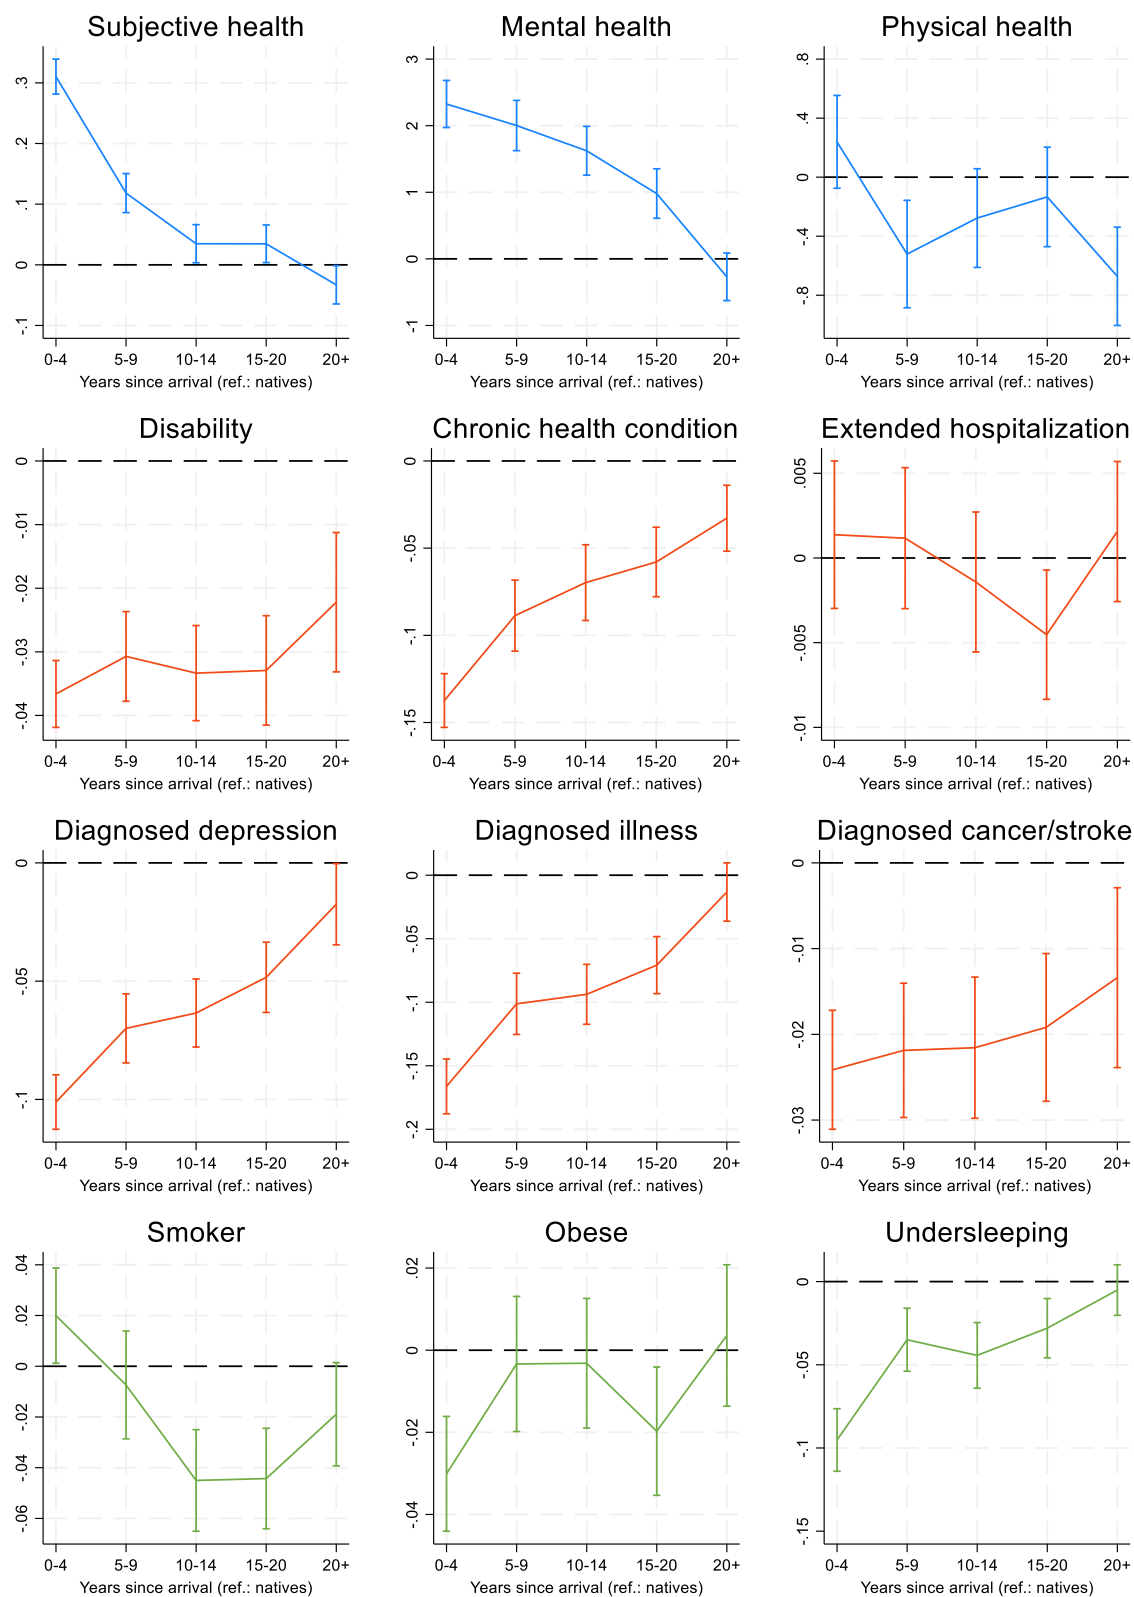 Subjective health
.3
.2
.1
0
-.1
0-4 5-9 10-14 15-20 20+
Years since arrival (ref.: natives)
Mental health
3
2
1
0
-1
0-4 5-9 10-14 15-20 20+
Years since arrival (ref.: natives)
Physical health
.8
.4
0
-.4
-.8
0-4 5-9 10-14 15-20 20+
Years since arrival (ref.: natives)
Disability
0
-.01
-.02
-.03
-.04
0-4 5-9 10-14 15-20 20+
Years since arrival (ref.: natives)
Chronic health condition
0
-.05
-.1
-.15
0-4 5-9 10-14 15-20 20+
Years since arrival (ref.: natives)
Extended hospitalization
.005
0
-.005
-.01
0-4 5-9 10-14 15-20 20+
Years since arrival (ref.: natives)
Diagnosed depression
0
-.05
-.1
0-4 5-9 10-14 15-20 20+
Years since arrival (ref.: natives)
Diagnosed illness
0
-.05
-.1
-.15
-.2
0-4 5-9 10-14 15-20 20+
Years since arrival (ref.: natives)
Diagnosed cancer/stroke
0
-.01
-.02
-.03
0-4 5-9 10-14 15-20 20+
Years since arrival (ref.: natives)
Smoker
.04
.02
0
-.02
-.04
-.06
0-4 5-9 10-14 15-20 20+
Years since arrival (ref.: natives)
Obese
.02
0
-.02
-.04
0-4 5-9 10-14 15-20 20+
Years since arrival (ref.: natives)
Undersleeping
0
-.05
-.1
-.15
0-4 5-9 10-14 15-20 20+
Years since arrival (ref.: natives)